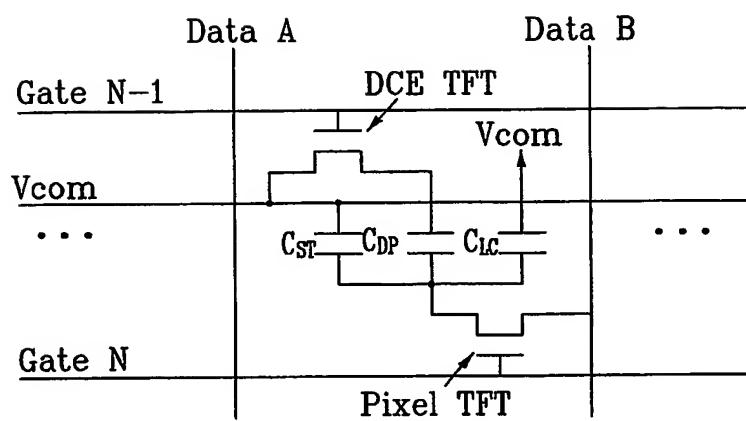 Data A
Data B
Gate N-1
DCE TFT
Vcom
Vcom
...
C_ST
C_DP
C_LC
...
Gate N
Pixel TFT